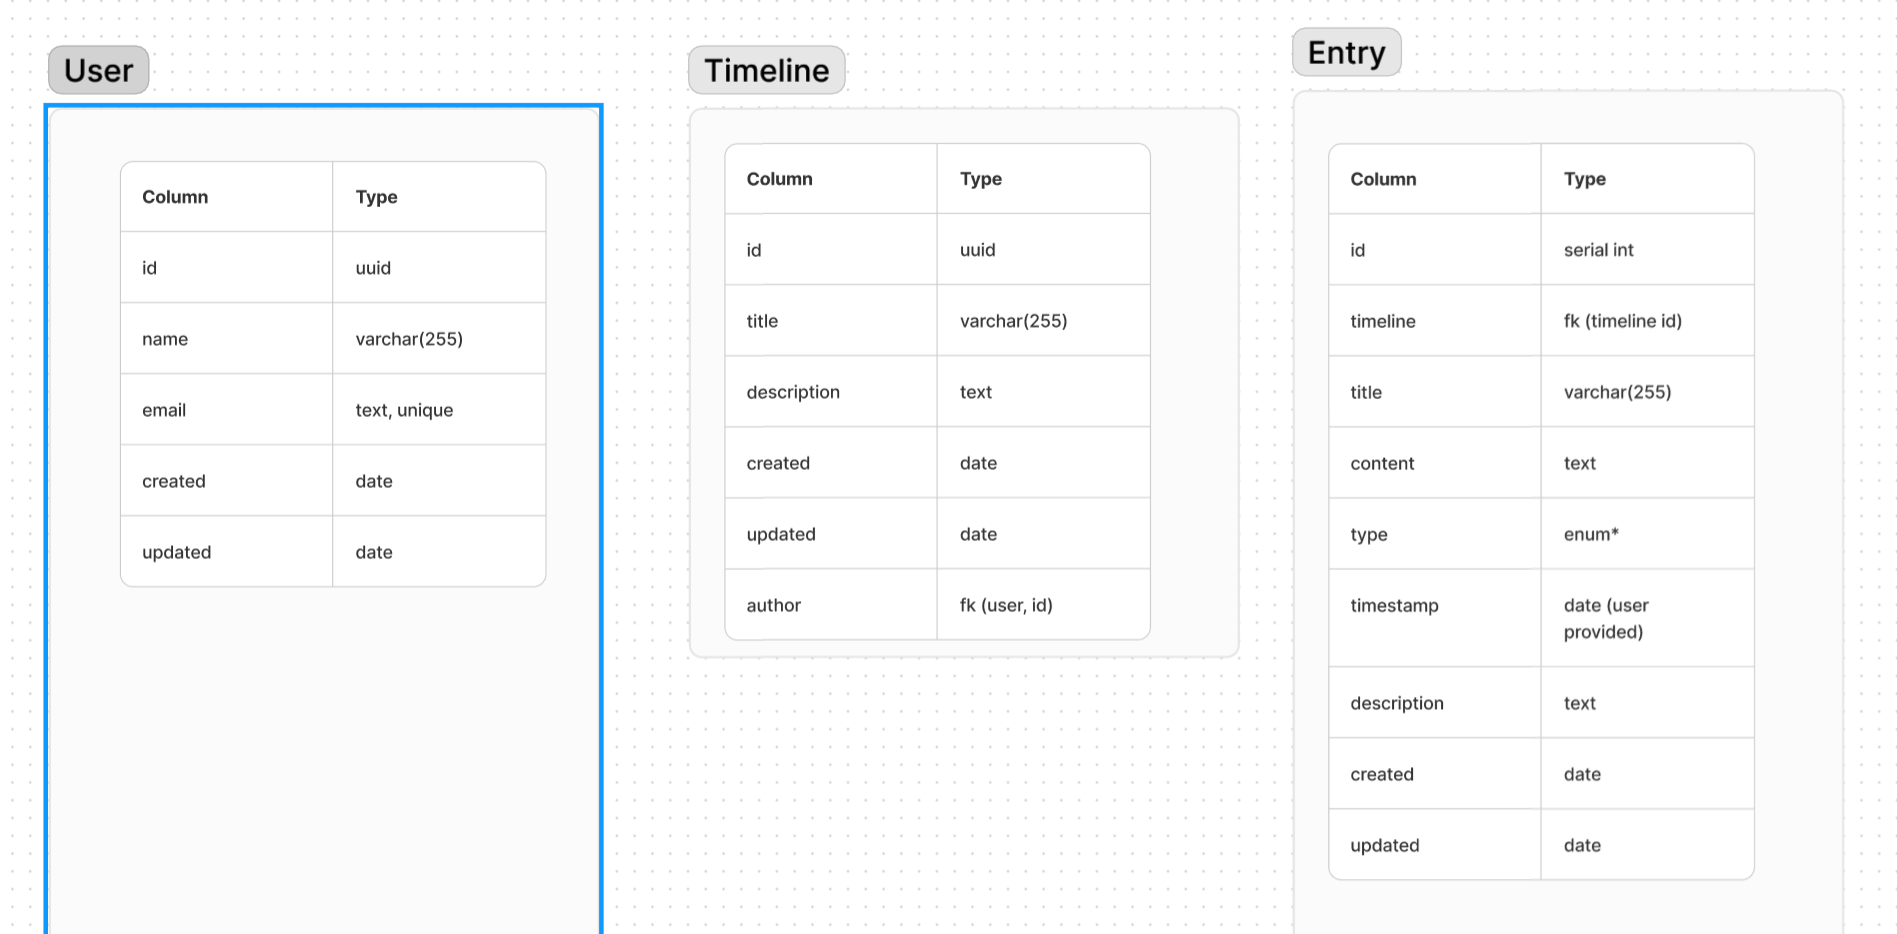 User
Column Type
id uuid
name varchar(255)
email text, unique
created date
updated date
Timeline
Column Type
id uuid
title varchar(255)
description text
created date
updated date
author fk (user, id)
Entry
Column Type
id serial int
timeline fk (timeline id)
title varchar(255)
content text
type enum*
timestamp date (user
provided)
description text
created date
updated date